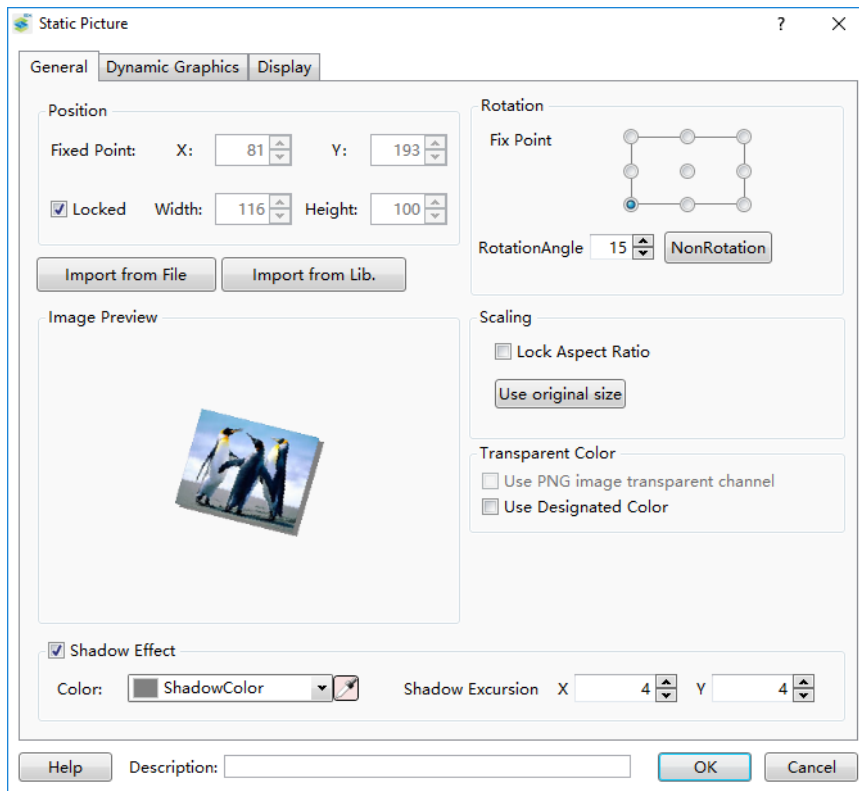 Static Picture
General Dynamic Graphics Display
Position
Fixed Point: X: 81 Y: 193
Locked Width: 116 Height: 100
Import from File Import from Lib.
Rotation
Fix Point
RotationAngle 15 NonRotation
Image Preview
Scaling
Lock Aspect Ratio
Use original size
Transparent Color
Use PNG image transparent channel
Use Designated Color
Shadow Effect
Color: ShadowColor Shadow Excursion X 4 Y 4
Help Description: OK Cancel